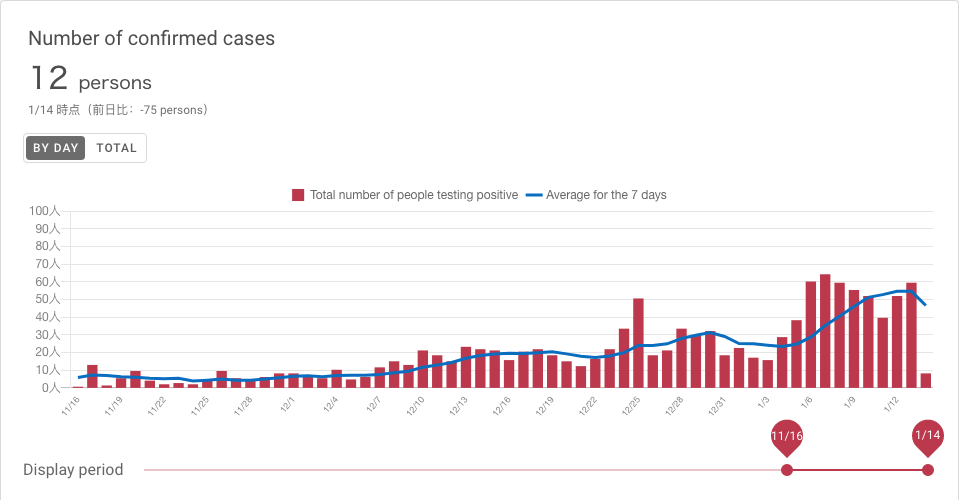 Number of confirmed cases
12 persons
1/14 時点（前日比：-75 persons）
BY DAY TOTAL
Total number of people testing positive Average for the 7 days
100人
90人
80人
70人
60人
50人
40人
30人
20人
10人
0人
11/16 11/19 11/22 11/25 11/28 12/1 12/4 12/7 12/10 12/13 12/16 12/19 12/22 12/25 12/28 12/31 1/3 1/6 1/9 1/12
11/16 1/14
Display period